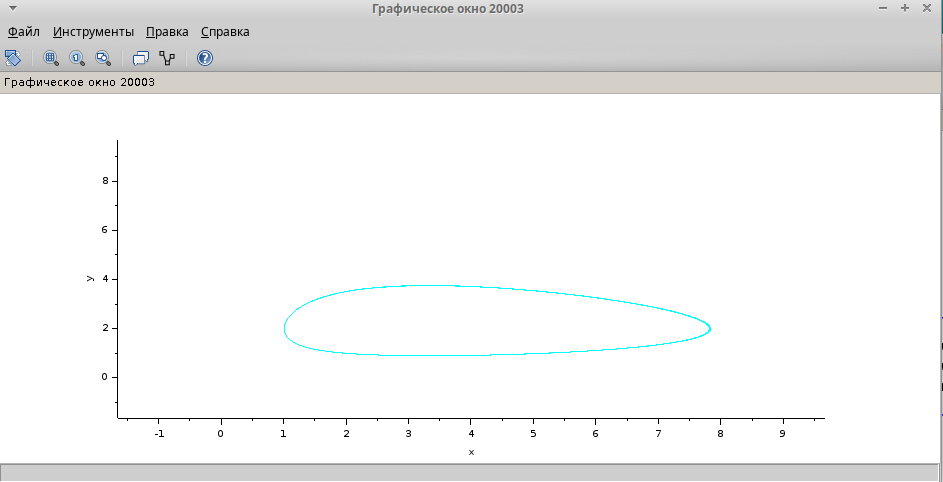 Графическое окно 20003
Файл Инструменты Правка Справка
Графическое окно 20003
8
6
y
4
2
0
-1 0 1 2 3 4 5 6 7 8 9
x